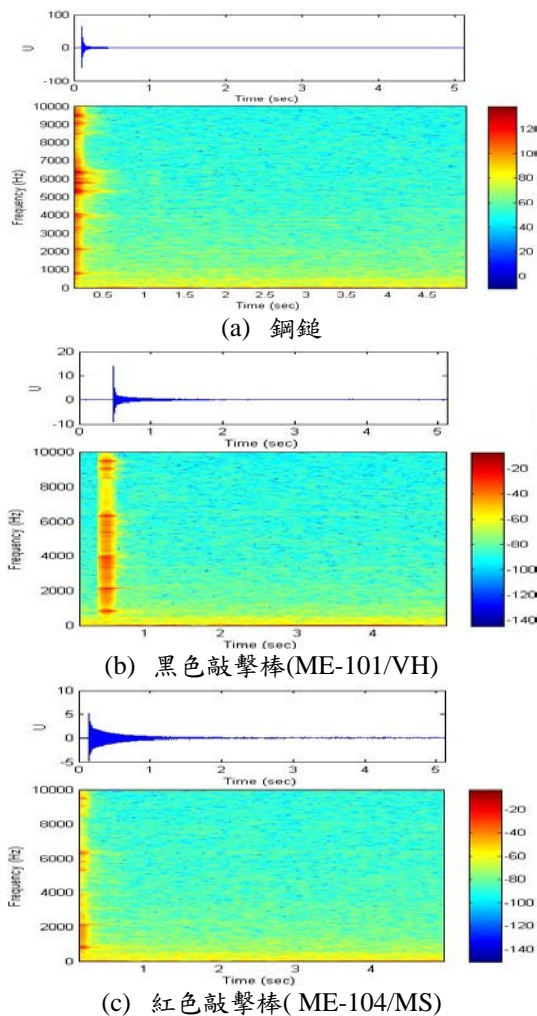 100
0
-100
U
0 1 2 3 4 5
Time (sec)
10000
9000
8000
7000
6000
5000
4000
3000
2000
1000
0
Frequency (Hz)
0.5 1 1.5 2 2.5 3 3.5 4 4.5
Time (sec)
120
100
80
60
40
20
0
(a) 鋼鎚
20
10
0
-10
U
0 1 2 3 4 5
Time (sec)
10000
8000
6000
4000
2000
0
Frequency (Hz)
1 2 3 4
Time (sec)
-20
-40
-60
-80
-100
-120
-140
(b) 黑色敲擊棒(ME-101/VH)
10
5
0
-5
U
0 1 2 3 4 5
Time (sec)
10000
8000
6000
4000
2000
0
Frequency (Hz)
1 2 3 4
Time (sec)
-20
-40
-60
-80
-100
-120
-140
(c) 紅色敲擊棒( ME-104/MS)